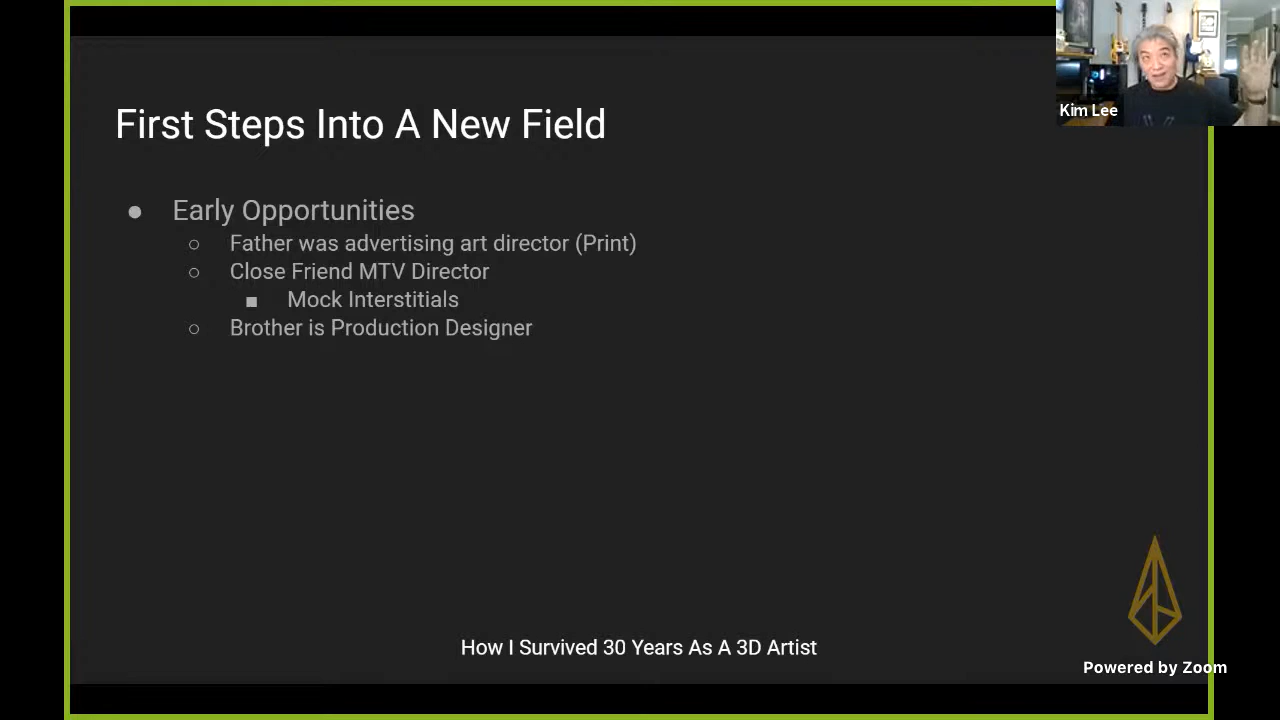 Kim Lee
First Steps Into A New Field
● Early Opportunities
○ Father was advertising art director (Print)
○ Close Friend MTV Director
■ Mock Interstitials
○ Brother is Production Designer
How I Survived 30 Years As A 3D Artist
Powered by Zoom